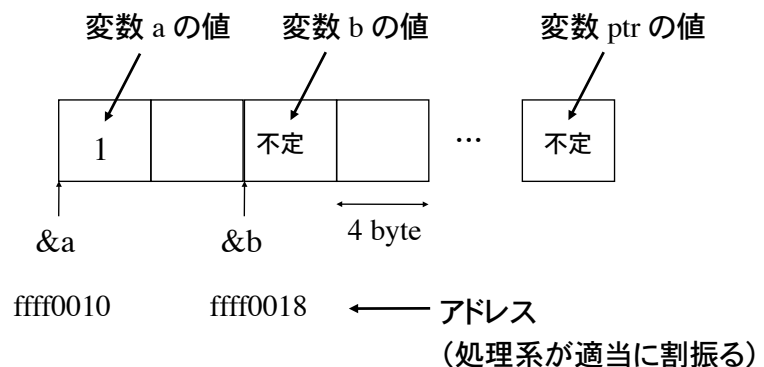 変数 a の値 変数 b の値 変数 ptr の値
1 不定 ... 不定
&a &b 4 byte
ffff0010 ffff0018 アドレス
（処理系が適当に割振る）